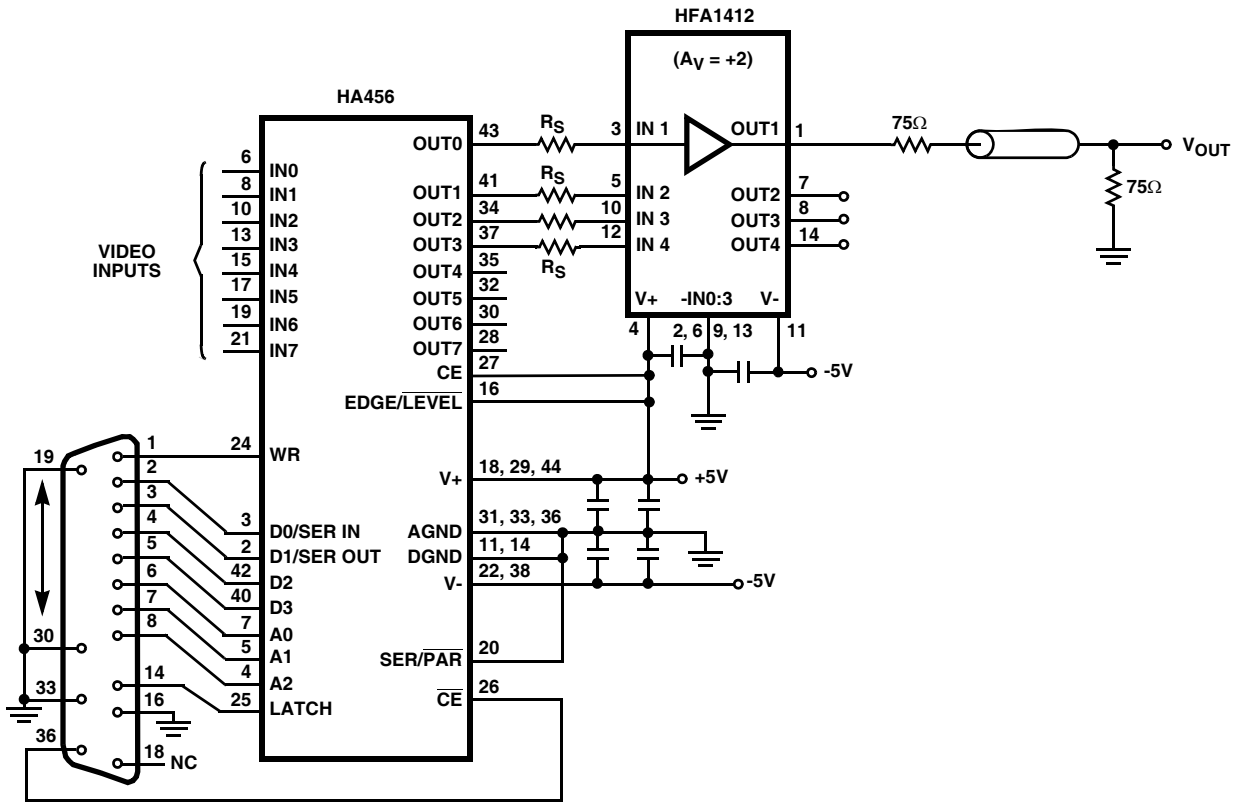 HFA1412
(AV = +2)
HA456
OUT0 43 RS 3 IN 1 OUT1 1 75Ω VOUT
75Ω
VIDEO INPUTS
6 IN0
8 IN1
10 IN2
13 IN3
15 IN4
17 IN5
19 IN6
21 IN7
OUT1 41 RS 5 IN 2 OUT2 7
OUT2 34 10 IN 3 OUT3 8
OUT3 37 12 IN 4 OUT4 14
RS
OUT4 35
OUT5 32
OUT6 30
OUT7 28
V+ -IN0:3 V-
4 2, 6 9, 13 11
-5V
CE 27
EDGE/LEVEL 16
19 1 24 WR
2 3 D0/SER IN
3 2 D1/SER OUT
4 42 D2
5 40 D3
6 7 A0
7 5 A1
8 4 A2
30
14 25 LATCH
33 16
36 18 NC
V+ 18, 29, 44 +5V
AGND 31, 33, 36
DGND 11, 14
V- 22, 38 -5V
SER/PAR 20
CE 26